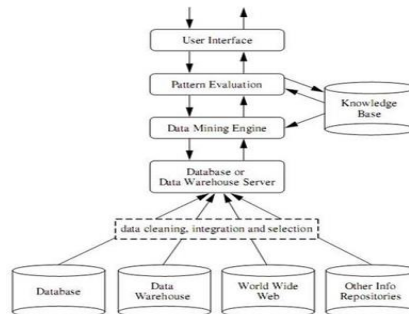 User Interface
Pattern Evaluation
Knowledge
Base
Data Mining Engine
Database or
Data Warehouse Server
data cleaning, integration and selection
Database
Data
Warehouse
World Wide
Web
Other Info
Repositories